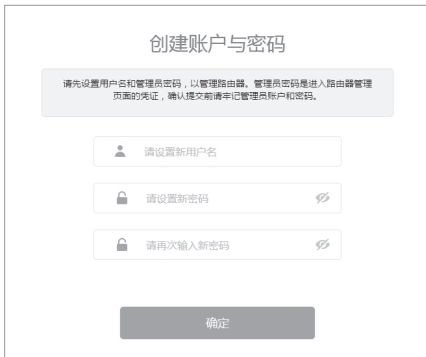 创建账户与密码
请先设置用户名和管理员密码，以管理路由器。管理员密码是进入路由器管理
页面的凭证，确认提交前请牢记管理员账户和密码。
请设置新用户名
请设置新密码
请再次输入新密码
确定